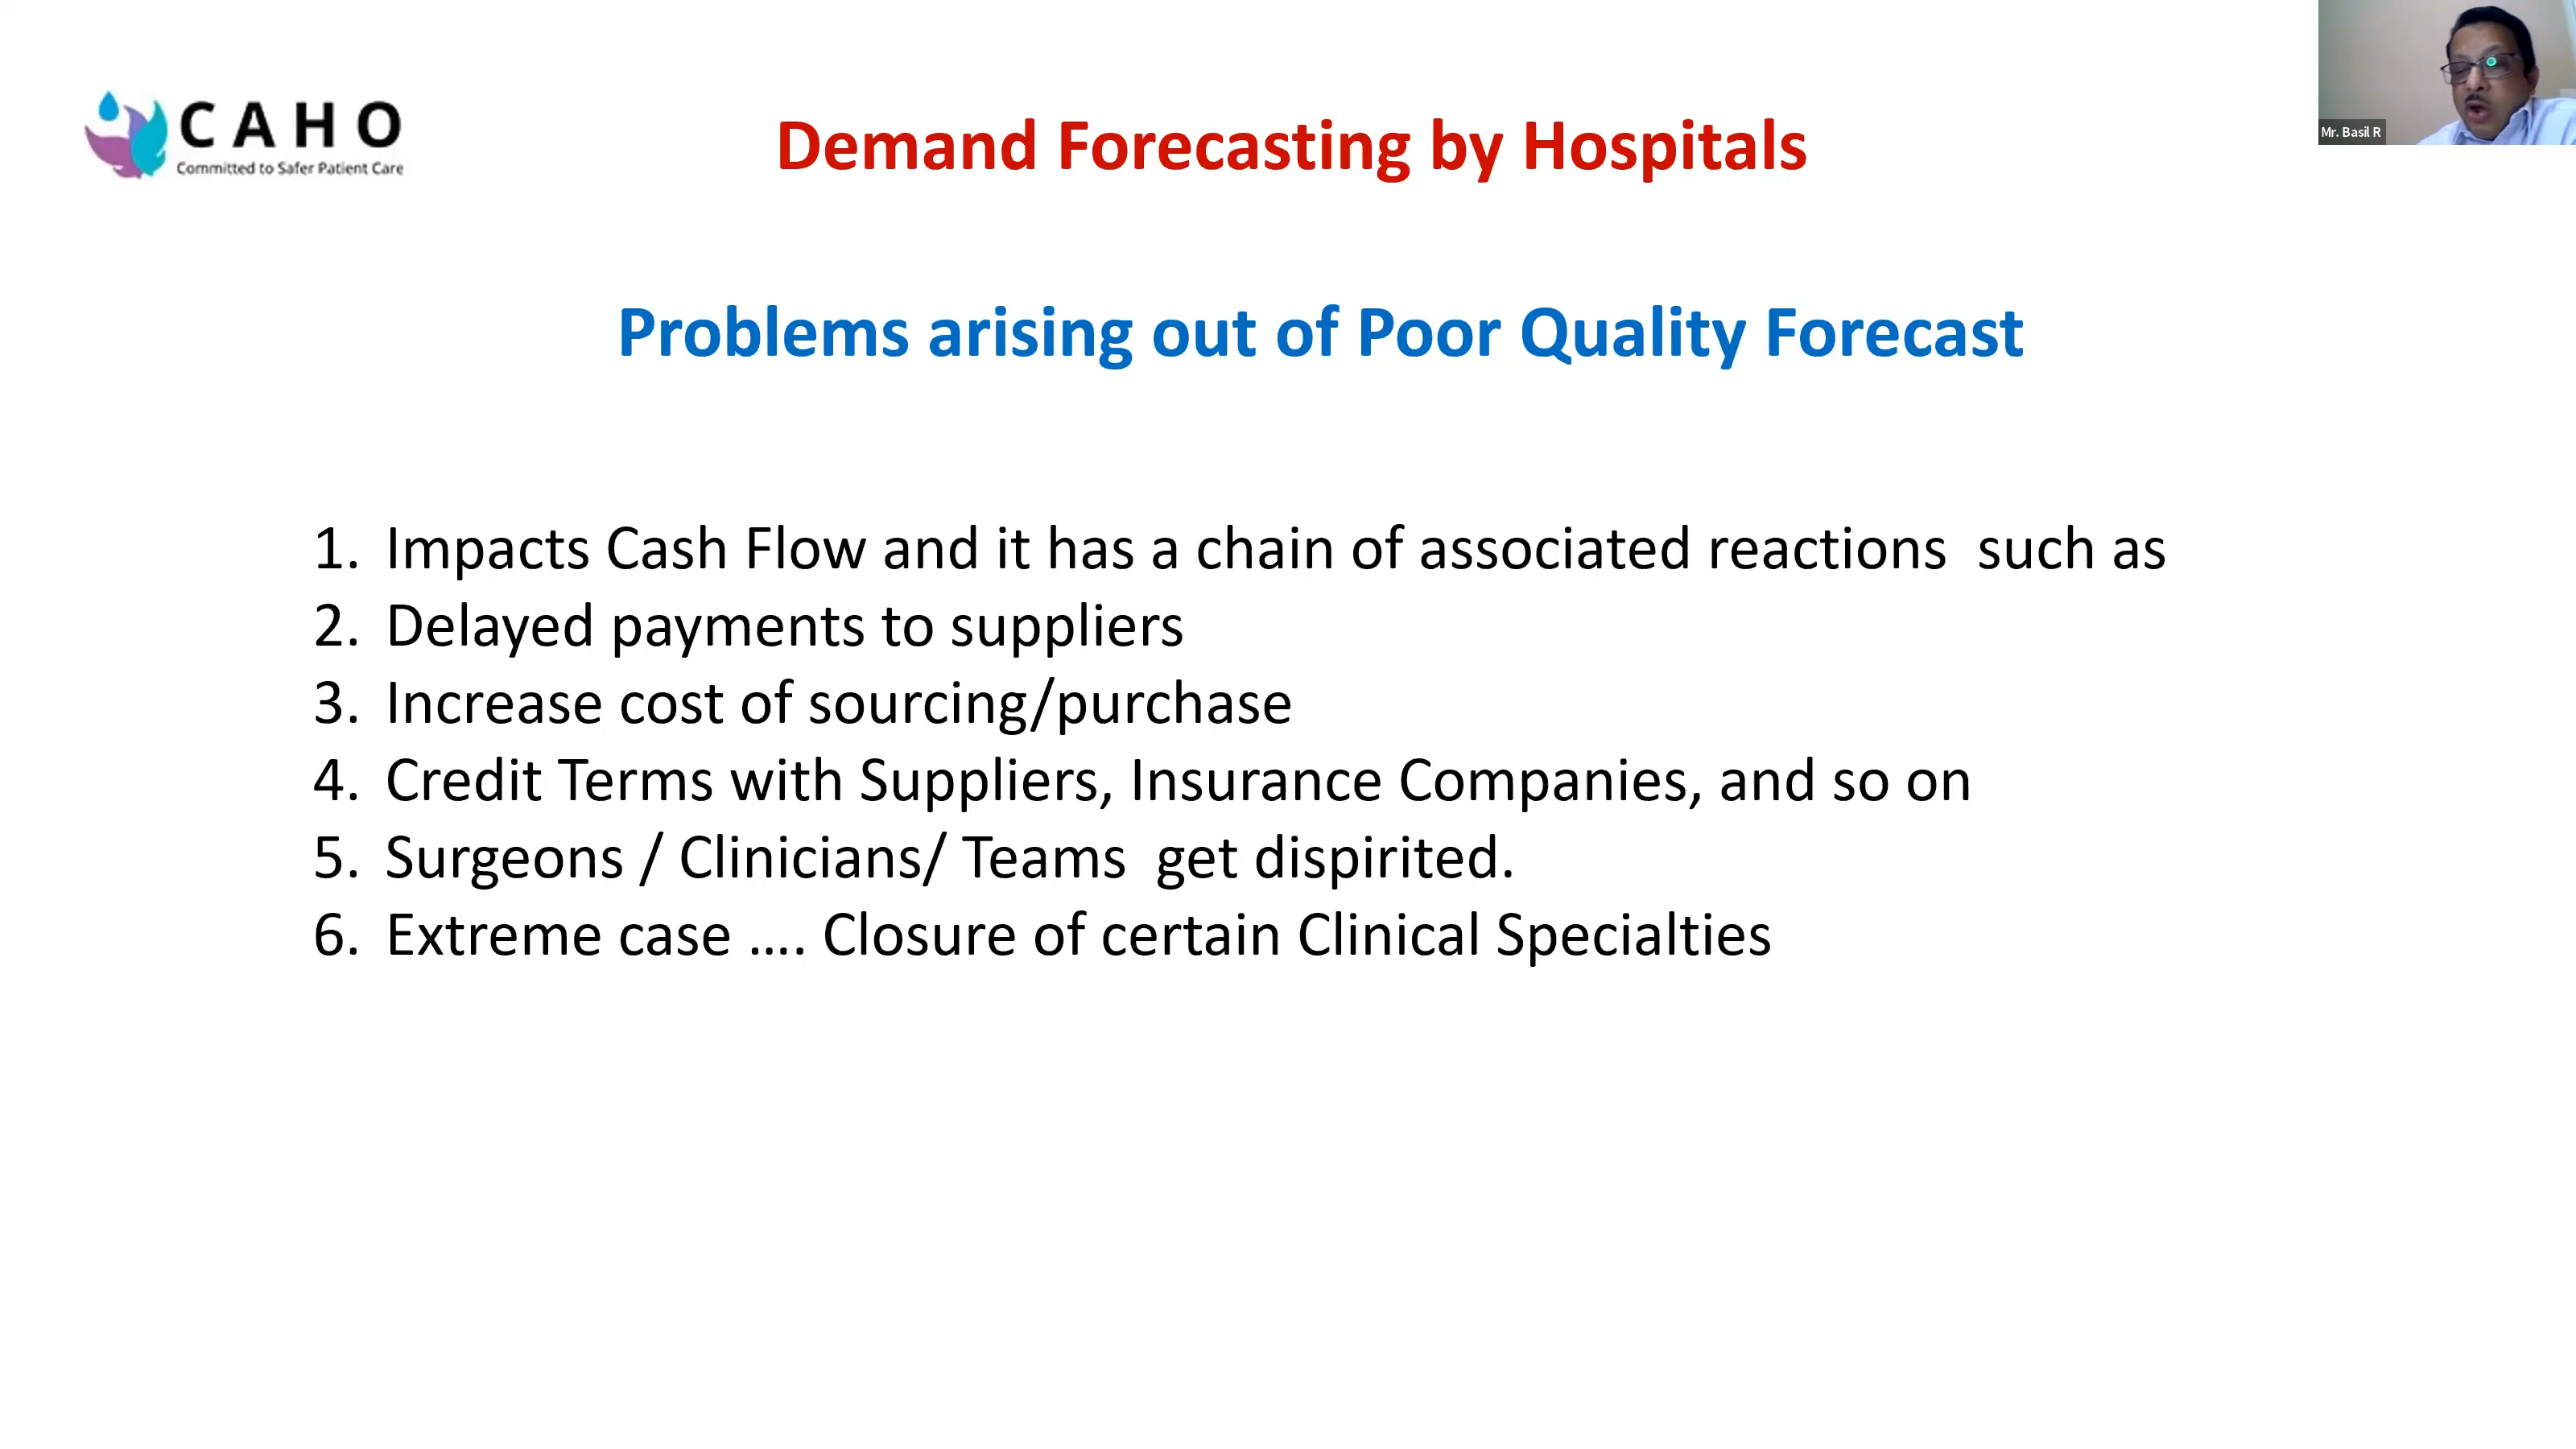 CAHO
Committed to Safer Patient Care
Demand Forecasting by Hospitals
Mr. Basil R
Problems arising out of Poor Quality Forecast
1. Impacts Cash Flow and it has a chain of associated reactions  such as
2. Delayed payments to suppliers
3. Increase cost of sourcing/purchase
4. Credit Terms with Suppliers, Insurance Companies, and so on
5. Surgeons / Clinicians/ Teams  get dispirited.
6. Extreme case .... Closure of certain Clinical Specialties